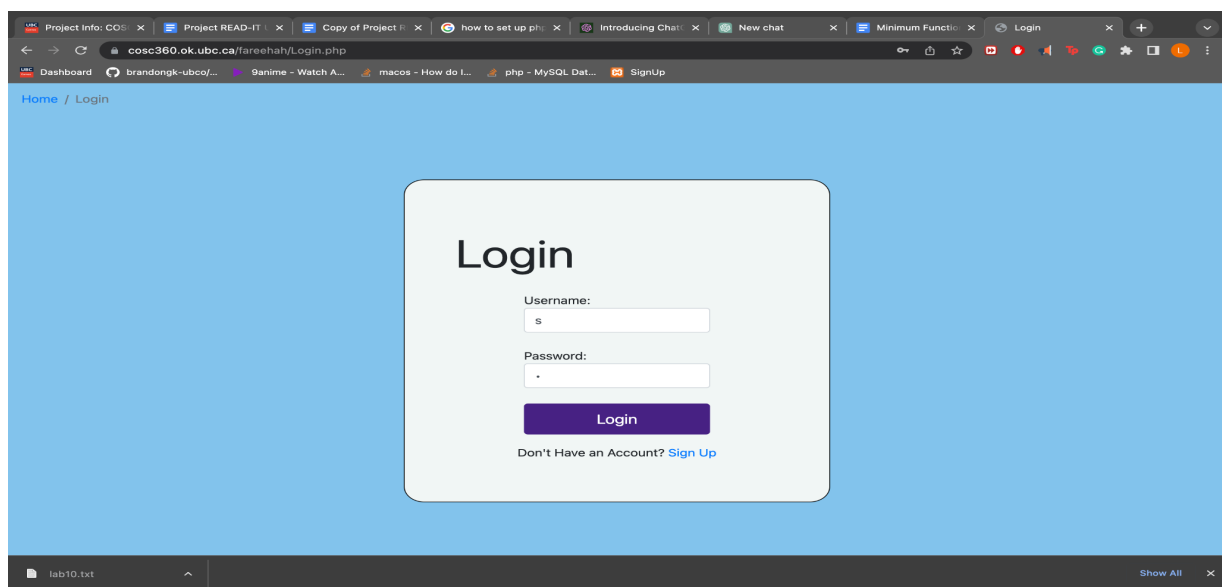 Project Info: COS
Project READ-IT
Copy of Project R
how to set up php
Introducing Chat
New chat
Minimum Functio
Login
cosc360.ok.ubc.ca/fareehah/Login.php
Dashboard
brandongk-ubco/...
9anime - Watch A...
macos - How do I...
php - MySQL Dat...
SignUp
Home / Login
Login
Username:
s
Password:
Login
Don't Have an Account? Sign Up
lab10.txt
Show All